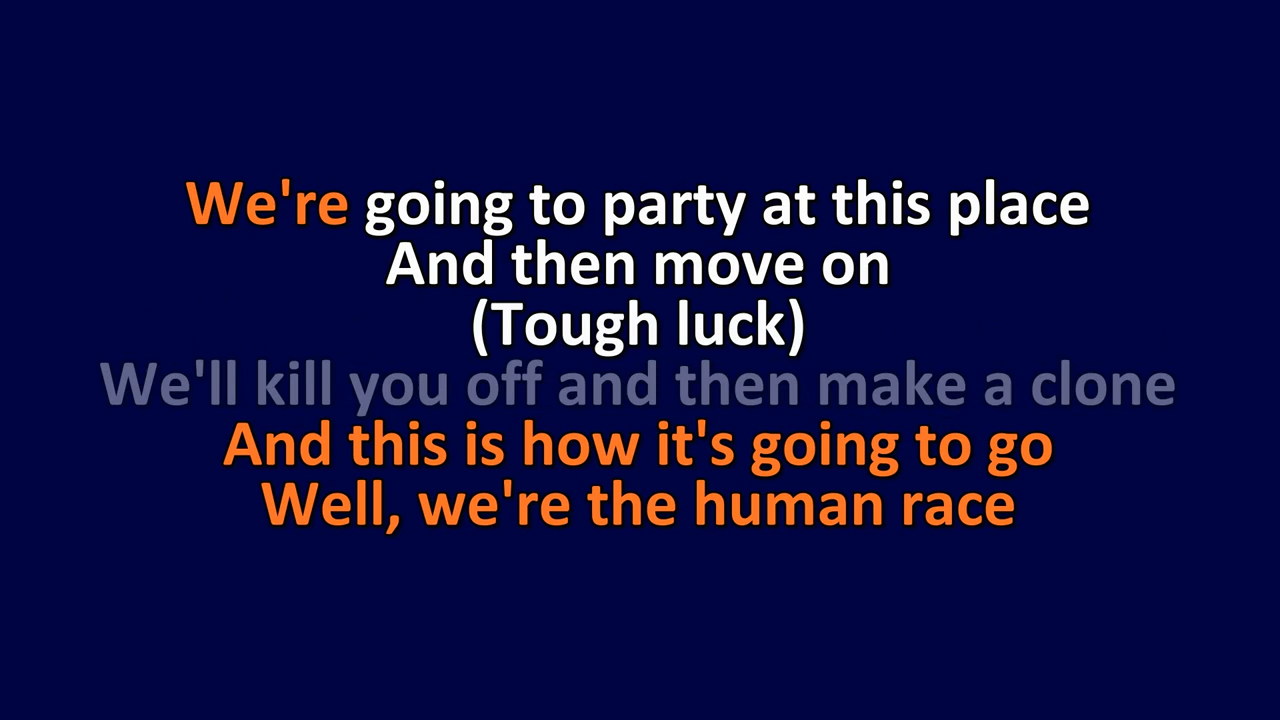 We're going to party at this place
And then move on
(Tough luck)
We'll kill you off and then make a clone
And this is how it's going to go
Well, we're the human race